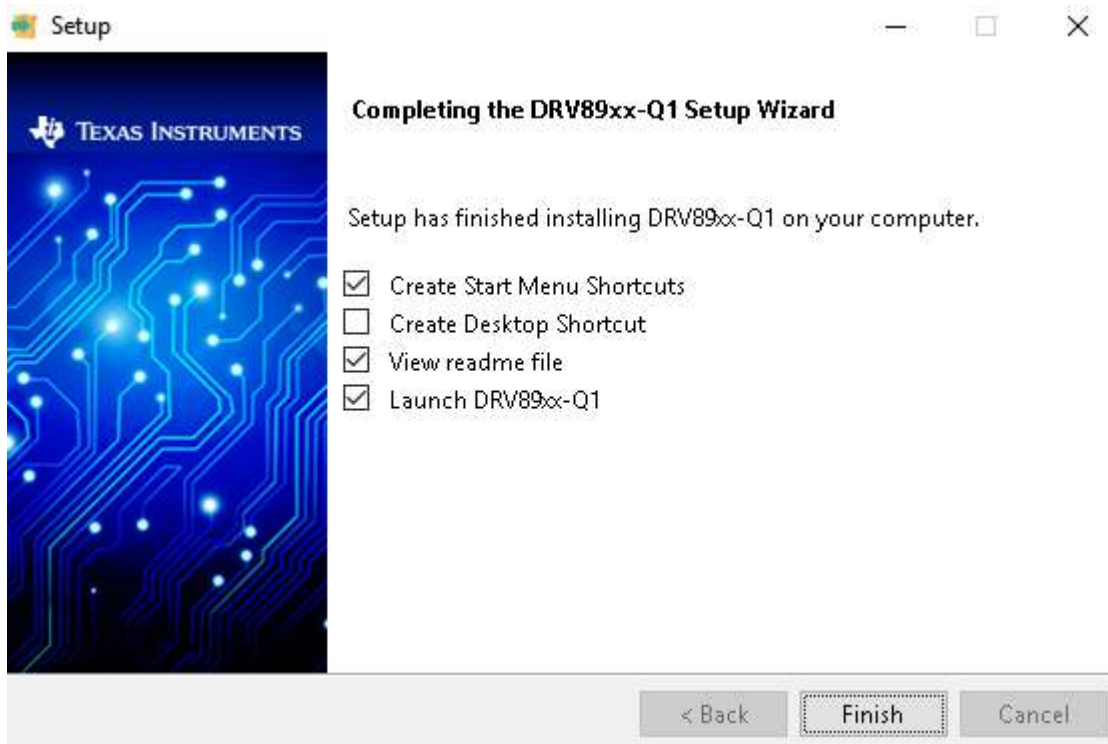 Setup
TEXAS INSTRUMENTS
Completing the DRV89xx-Q1 Setup Wizard
Setup has finished installing DRV89xx-Q1 on your computer.
Create Start Menu Shortcuts
Create Desktop Shortcut
View readme file
Launch DRV89xx-Q1
< Back
Finish
Cancel